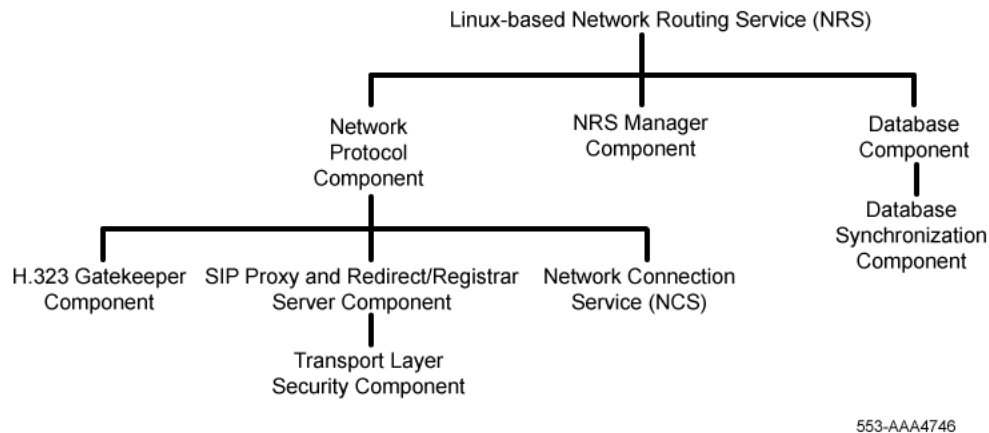 Linux-based Network Routing Service (NRS)
Network
Protocol
Component
NRS Manager
Component
Database
Component
Database
Synchronization
Component
H.323 Gatekeeper
Component
SIP Proxy and Redirect/Registrar
Server Component
Network Connection
Service (NCS)
Transport Layer
Security Component
553-AAA4746